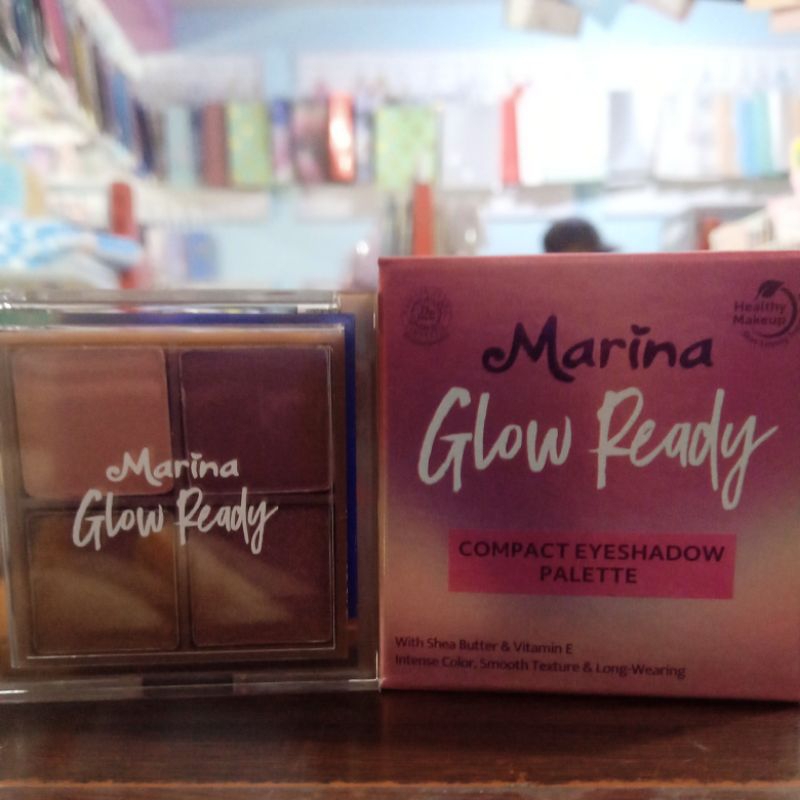 Marina
Glow Ready
Healthy
Makeup
Marina
Glow Ready
COMPACT EYESHADOW
PALETTE
With Shea Butter & Vitamin E
Intense Color, Smooth Texture & Long-Wearing